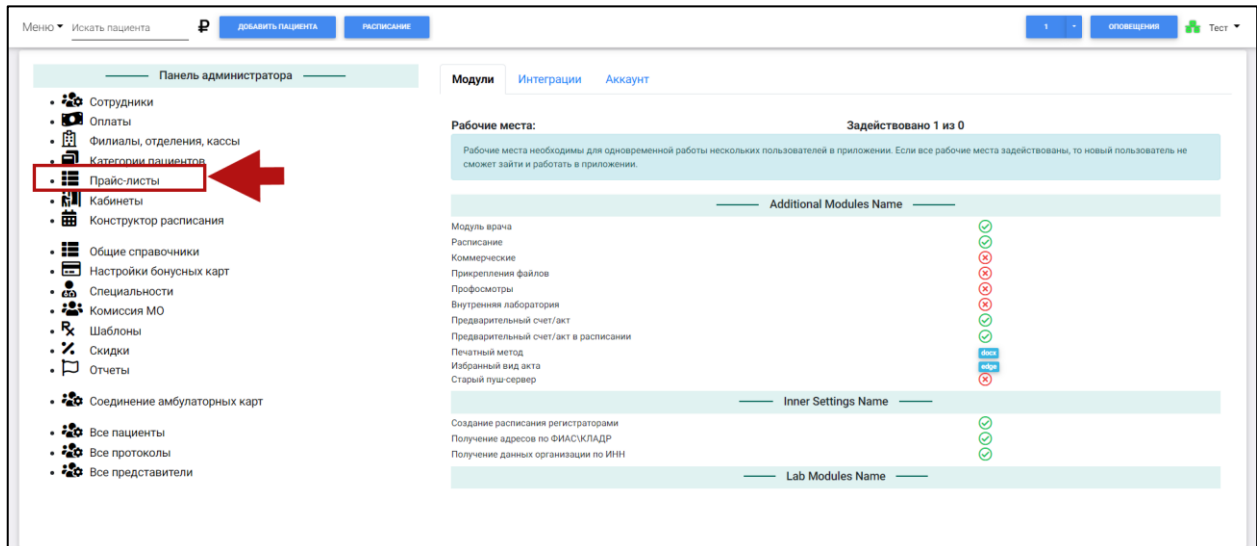 Меню Искать пациента ₽ ДОБАВИТЬ ПАЦИЕНТА РАСПИСАНИЕ 1 ОПОВЕЩЕНИЯ Тест
Панель администратора
Сотрудники
Оплаты
Филиалы, отделения, кассы
Категории пациентов
Прайс-листы
Кабинеты
Конструктор расписания
Общие справочники
Настройки бонусных карт
Специальности
Комиссия МО
Шаблоны
Скидки
Отчеты
Соединение амбулаторных карт
Все пациенты
Все протоколы
Все представители
Модули Интеграции Аккаунт
Рабочие места: Задействовано 1 из 0
Рабочие места необходимы для одновременной работы нескольких пользователей в приложении. Если все рабочие места задействованы, то новый пользователь не
сможет зайти и работать в приложении.
Additional Modules Name
Модуль врача
Расписание
Коммерческие
Прикрепления файлов
Профосмотры
Внутренняя лаборатория
Предварительный счет/акт
Предварительный счет/акт в расписании
Печатный метод docx
Избранный вид акта edge
Старый пуш-сервер
Inner Settings Name
Создание расписания регистраторами
Получение адресов по ФИАС\КЛАДР
Получение данных организации по ИНН
Lab Modules Name